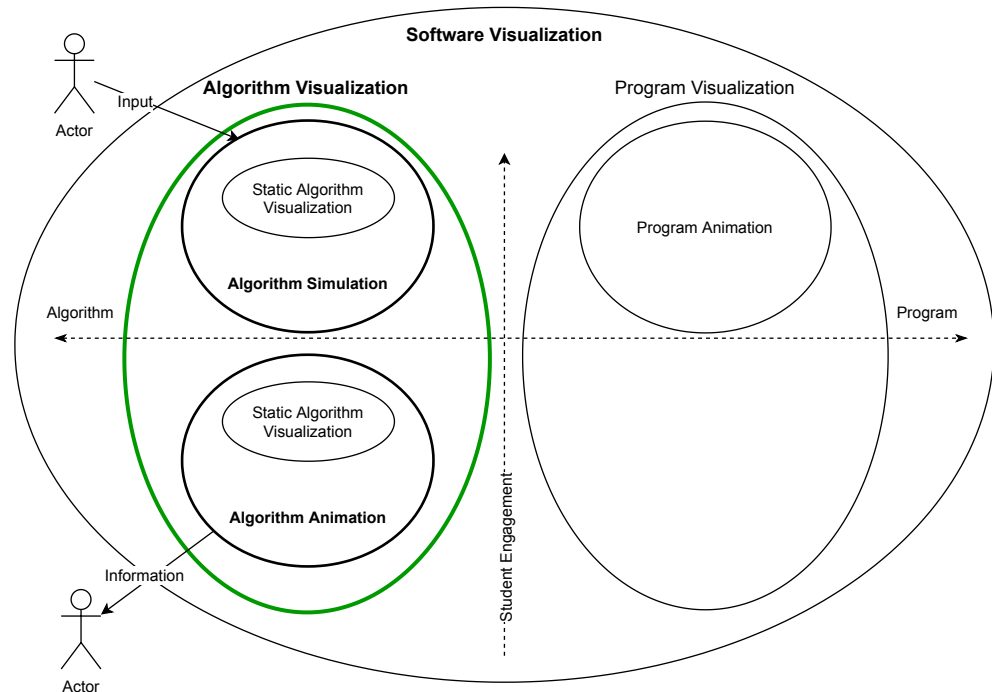 Software Visualization
Algorithm Visualization
Program Visualization
Input
Actor
Static Algorithm
Visualization
Program Animation
Algorithm Simulation
Algorithm
Program
Static Algorithm
Visualization
Algorithm Animation
Student Engagement
Information
Actor